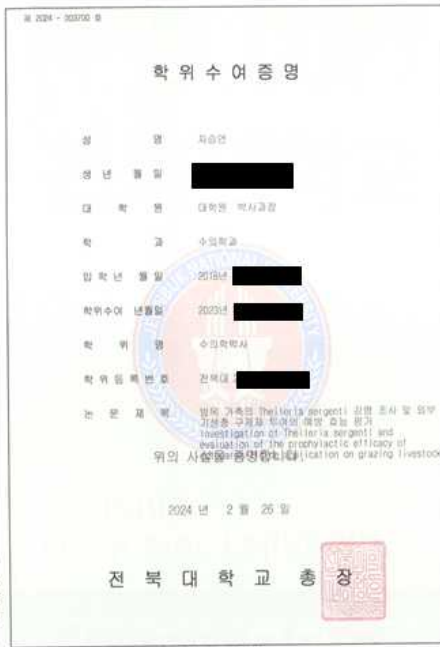 제 2024 - 003700 호
학위수여증명
성 명 지승연
생년월일
대학원 대학원 박사과정
학과 수의학과
입학년월일 2018년
학위수여 년월일 2023년
학위명 수의학박사
학위등록번호 전북대
논문제목 방목 가축의 Theileria sergenti 감염 조사 및 외부
기생충 구제제 투여의 예방 효능 평가
Investigation of Theileria sergenti and
evaluation of the prophylactic efficacy of
application on grazing livestock
위의 사실을 증명합니다.
2024 년 2 월 26 일
전북대학교총장